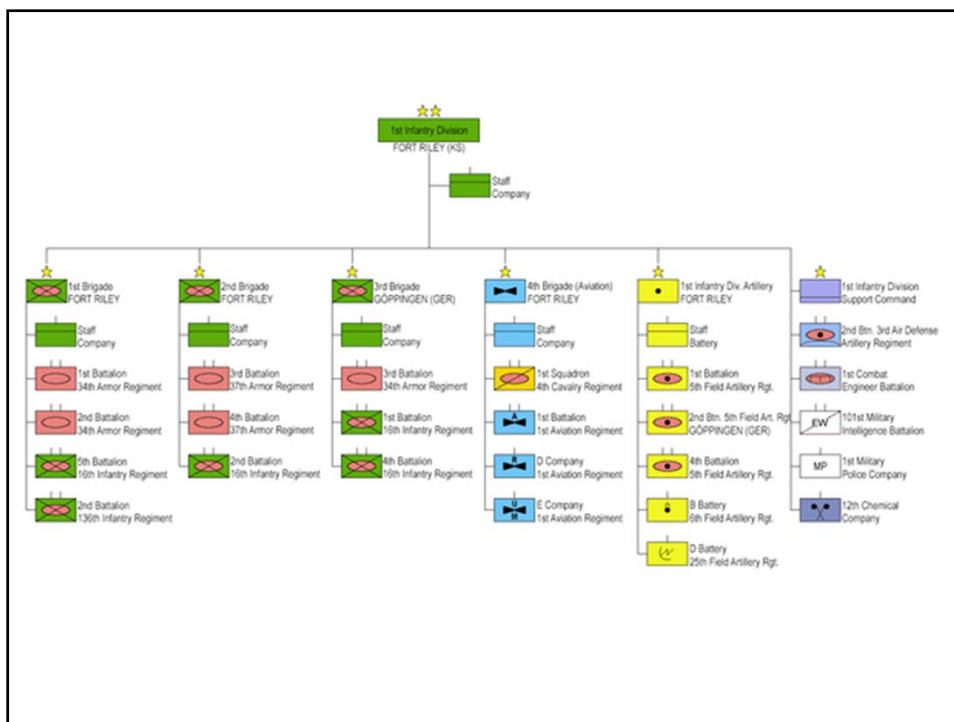 1st Infantry Division
FORT RILEY (KS)
Staff
Company
1st Brigade
FORT RILEY
Staff
Company
1st Battalion
34th Armor Regiment
2nd Battalion
34th Armor Regiment
5th Battalion
16th Infantry Regiment
2nd Battalion
136th Infantry Regiment
2nd Brigade
FORT RILEY
Staff
Company
3rd Battalion
37th Armor Regiment
4th Battalion
37th Armor Regiment
2nd Battalion
16th Infantry Regiment
3rd Brigade
GÖPPINGEN (GER)
Staff
Company
3rd Battalion
34th Armor Regiment
1st Battalion
16th Infantry Regiment
4th Battalion
16th Infantry Regiment
4th Brigade (Aviation)
FORT RILEY
Staff
Company
1st Squadron
4th Cavalry Regiment
A
1st Battalion
1st Aviation Regiment
R
D Company
1st Aviation Regiment
U
M
E Company
1st Aviation Regiment
1st Infantry Div. Artillery
FORT RILEY
Staff
Battery
1st Battalion
5th Field Artillery Rgt.
2nd Btn. 5th Field Art. Rgt
GÖPPINGEN (GER)
4th Battalion
5th Field Artillery Rgt.
B Battery
6th Field Artillery Rgt.
D Battery
25th Field Artillery Rgt.
1st Infantry Division
Support Command
2nd Btn. 3rd Air Defense
Artillery Regiment
1st Combat
Engineer Battalion
EW
101st Military
Intelligence Battalion
MP
1st Military
Police Company
12th Chemical
Company